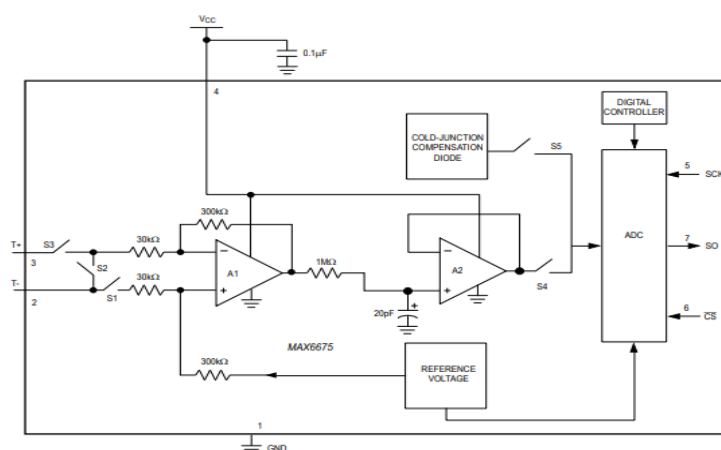 VCC
0.1µF
4
DIGITAL
CONTROLLER
COLD-JUNCTION
COMPENSATION
DIODE
S5
5
SCK
300kΩ
30kΩ
T+
S3
3
S2
A1
1MΩ
A2
ADC
7
SO
T-
2
S1
30kΩ
S4
20pF
6
CS
300kΩ
MAX6675
REFERENCE
VOLTAGE
1
GND